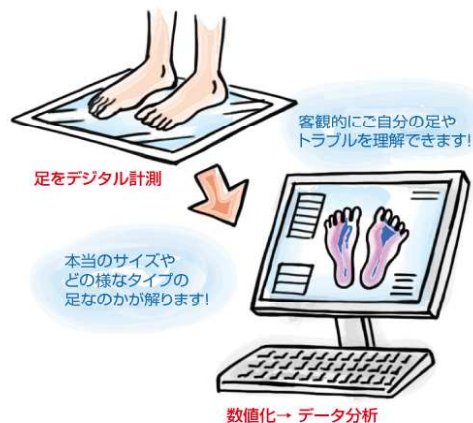 客観的にご自分の足や
トラブルを理解できます!
足をデジタル計測
本当のサイズや
どの様なタイプの
足なのかが解ります!
数値化→ データ分析